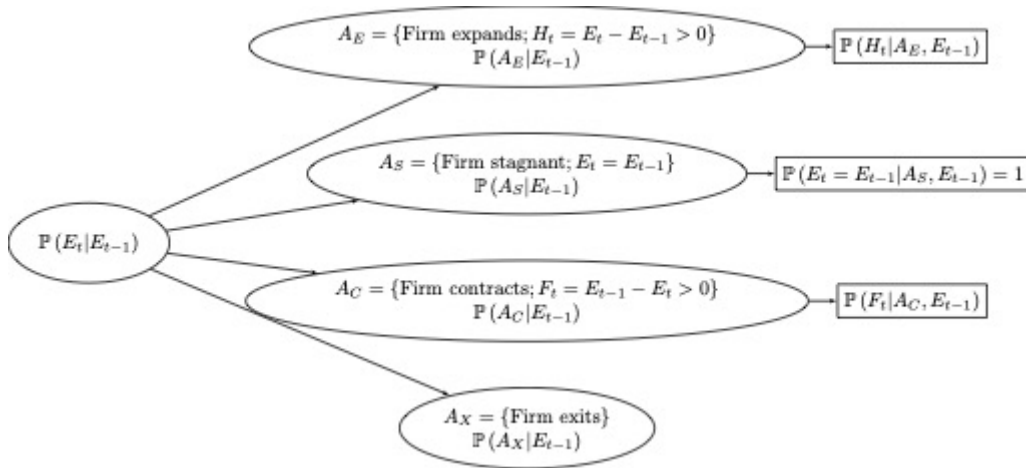 A_E = {Firm expands; H_t = E_t − E_{t−1} > 0}
ℙ (A_E|E_{t−1})
ℙ (H_t|A_E, E_{t−1})
A_S = {Firm stagnant; E_t = E_{t−1}}
ℙ (A_S|E_{t−1})
ℙ (E_t = E_{t−1}|A_S, E_{t−1}) = 1
ℙ (E_t|E_{t−1})
A_C = {Firm contracts; F_t = E_{t−1} − E_t > 0}
ℙ (A_C|E_{t−1})
ℙ (F_t|A_C, E_{t−1})
A_X = {Firm exits}
ℙ (A_X|E_{t−1})